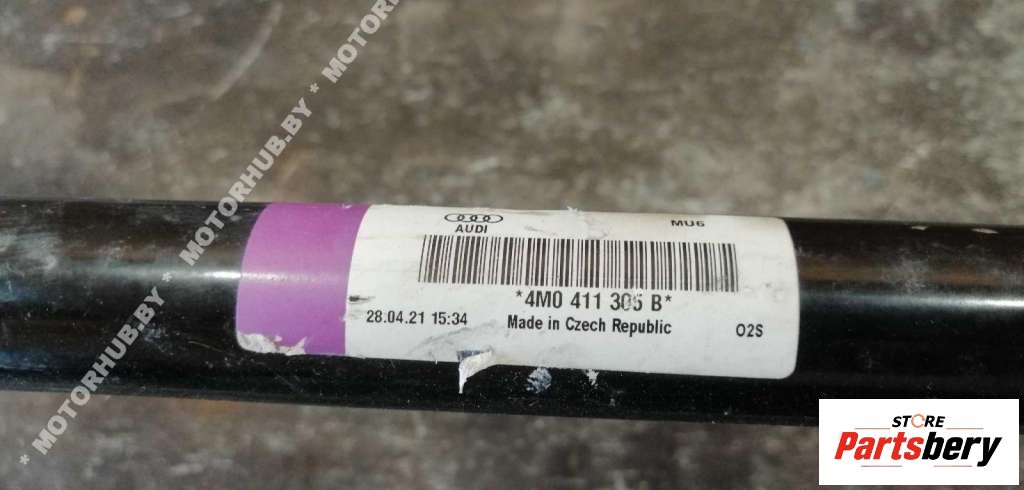 * MOTORHUB.BY * MOTORHUB.BY * MOTORHUB.BY
AUDI
MU6
*4M0 411 305 B*
28.04.21 15:34
Made in Czech Republic
O2S
STORE
Partsbery